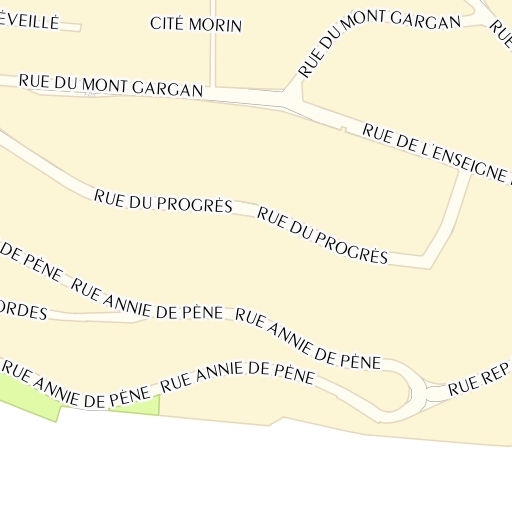 ÉVEILLÉ
CITÉ MORIN
RUE DU MONT GARGAN
RUE DU MONT GARGAN
RUE DE L'ENSEIGNE
RUE DU PROGRÈS
RUE DU PROGRÈS
DE PÈNE
RUE ANNIE DE PÈNE
RUE ANNIE DE PÈNE
ORDES
RUE ANNIE DE PÈNE
RUE ANNIE DE PÈNE
RUE REP
RU